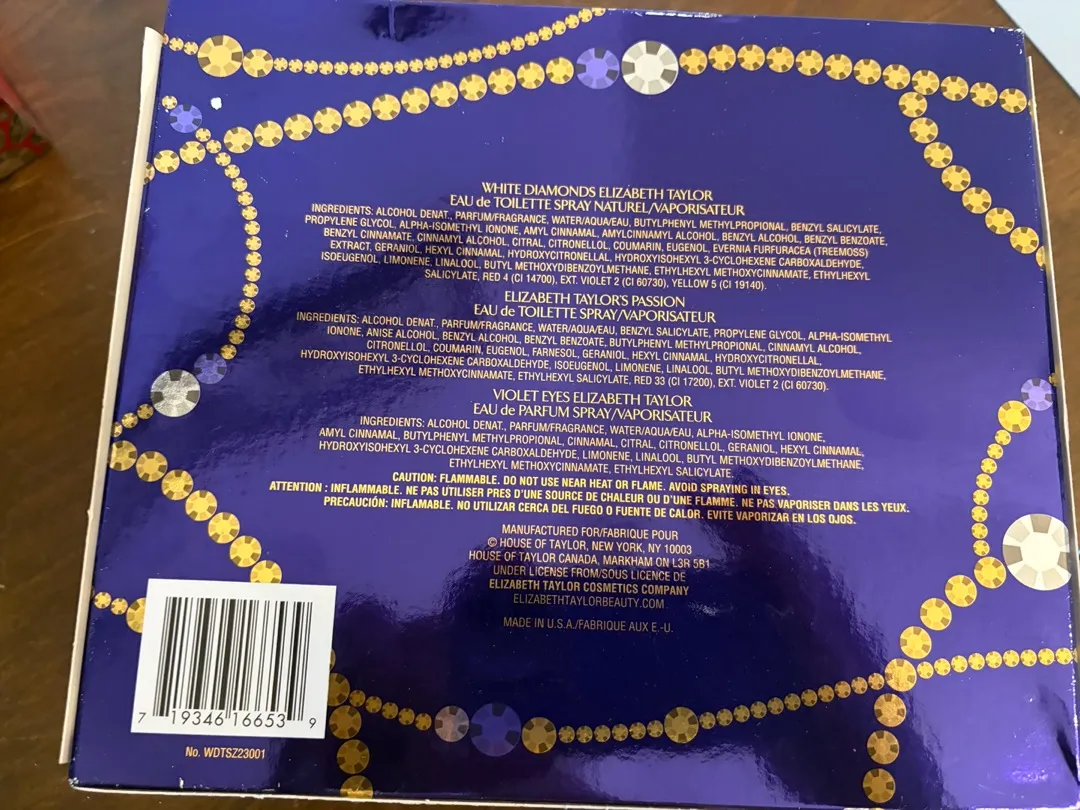 WHITE DIAMONDS ELIZABETH TAYLOR
EAU de TOILETTE SPRAY NATUREL/VAPORISATEUR
INGREDIENTS: ALCOHOL DENAT., PARFUM/FRAGRANCE, WATER/AQUA/EAU, BUTYLPHENYL METHYLPROPIONAL, BENZYL SALICYLATE,
PROPYLENE GLYCOL, ALPHA-ISOMETHYL IONONE, AMYL CINNAMAL, AMYLCINNAMYL ALCOHOL, BENZYL ALCOHOL, BENZYL BENZOATE,
BENZYL CINNAMATE, CINNAMYL ALCOHOL, CITRAL, CITRONELLOL, COUMARIN, EUGENOL, EVERNIA FURFURACEA (TREEMOSS)
EXTRACT, GERANIOL, HEXYL CINNAMAL, HYDROXYCITRONELLAL, HYDROXYISOHEXYL 3-CYCLOHEXENE CARBOXALDEHYDE,
ISOEUGENOL, LIMONENE, LINALOOL, BUTYL METHOXYDIBENZOYLMETHANE, ETHYLHEXYL METHOXYCINNAMATE, ETHYLHEXYL
SALICYLATE, RED 4 (CI 14700), EXT. VIOLET 2 (CI 60730), YELLOW 5 (CI 19140).
ELIZABETH TAYLOR'S PASSION
EAU de TOILETTE SPRAY/VAPORISATEUR
INGREDIENTS: ALCOHOL DENAT., PARFUM/FRAGRANCE, WATER/AQUA/EAU, BENZYL SALICYLATE, PROPYLENE GLYCOL, ALPHA-ISOMETHYL
IONONE, ANISE ALCOHOL, BENZYL ALCOHOL, BENZYL BENZOATE, BUTYLPHENYL METHYLPROPIONAL, CINNAMYL ALCOHOL,
CITRONELLOL, COUMARIN, EUGENOL, FARNESOL, GERANIOL, HEXYL CINNAMAL, HYDROXYCITRONELLAL,
HYDROXYISOHEXYL 3-CYCLOHEXENE CARBOXALDEHYDE, ISOEUGENOL, LIMONENE, LINALOOL, BUTYL METHOXYDIBENZOYLMETHANE,
ETHYLHEXYL METHOXYCINNAMATE, ETHYLHEXYL SALICYLATE, RED 33 (CI 17200), EXT. VIOLET 2 (CI 60730).
VIOLET EYES ELIZABETH TAYLOR
EAU de PARFUM SPRAY/VAPORISATEUR
INGREDIENTS: ALCOHOL DENAT., PARFUM/FRAGRANCE, WATER/AQUA/EAU, ALPHA-ISOMETHYL IONONE,
AMYL CINNAMAL, BUTYLPHENYL METHYLPROPIONAL, CINNAMAL, CITRAL, CITRONELLOL, GERANIOL, HEXYL CINNAMAL,
HYDROXYISOHEXYL 3-CYCLOHEXENE CARBOXALDEHYDE, LIMONENE, LINALOOL, BUTYL METHOXYDIBENZOYLMETHANE,
ETHYLHEXYL METHOXYCINNAMATE, ETHYLHEXYL SALICYLATE
CAUTION: FLAMMABLE. DO NOT USE NEAR HEAT OR FLAME. AVOID SPRAYING IN EYES.
ATTENTION : INFLAMMABLE. NE PAS UTILISER PRES D'UNE SOURCE DE CHALEUR OU D'UNE FLAMME. NE PAS VAPORISER DANS LES YEUX.
PRECAUCIÓN: INFLAMABLE. NO UTILIZAR CERCA DEL FUEGO O FUENTE DE CALOR. EVITE VAPORIZAR EN LOS OJOS.
MANUFACTURED FOR/FABRIQUE POUR
© HOUSE OF TAYLOR, NEW YORK, NY 10003
HOUSE OF TAYLOR CANADA, MARKHAM ON L3R 5B1
UNDER LICENSE FROM/SOUS LICENCE DE
ELIZABETH TAYLOR COSMETICS COMPANY
ELIZABETHTAYLORBEAUTY.COM
MADE IN U.S.A./FABRIQUE AUX E.-U.
7 19346 16653 9
No. WDTSZ23001